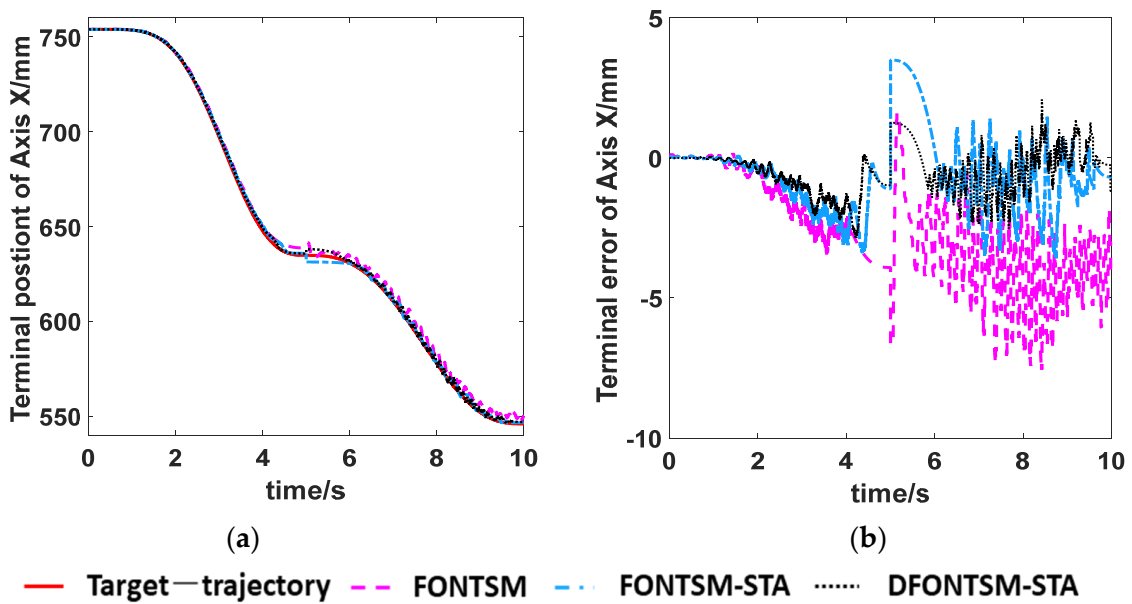 Terminal postiont of Axis X/mm
750
700
650
600
550
0 2 4 6 8 10
time/s
(a)
Terminal error of Axis X/mm
5
0
-5
-10
0 2 4 6 8 10
time/s
(b)
Target—trajectory FONTSM FONTSM-STA DFONTSM-STA